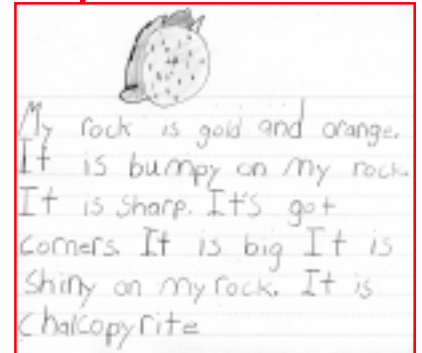 My rock is gold and orange.
It is bumpy on my rock.
It is sharp. It's got
corners. It is big It is
Shiny on my rock. It is
Chalcopyrite